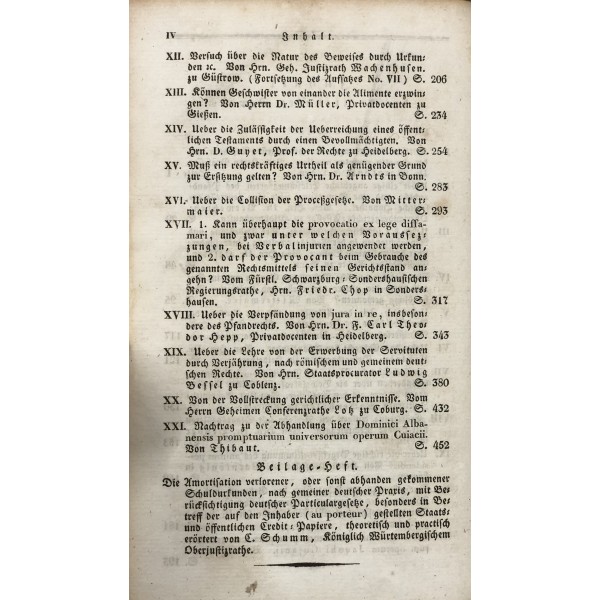 IV Inhalt.
XII. Versuch über die Natur des Beweises durch Urkun⸗
den ꝛc. Von Hrn. Geh. Justizrath Wachenhusen.
zu Güstrow. (Fortsetzung des Aufsatzes No. VII) S. 206
XIII. Können Geschwister von einander die Alimente erzwin⸗
gen? Von Herrn Dr. Müller, Privatdocenten zu
Gießen. S. 234
XIV. Ueber die Zulässigkeit der Ueberreichung eines öffent⸗
lichen Testaments durch einen Bevollmächtigten. Von
Hrn. D. Guyet, Prof. der Rechte zu Heidelberg. S. 254
XV. Muß ein rechtskräftiges Urtheil als genügender Grund
zur Ersitzung gelten? Von Hrn. Dr. Arndts in Bonn.
S. 283
XVI. Ueber die Collision der Proceßgesetze. Von Mitter⸗
maier. S. 293
XVII. 1. Kann überhaupt die provocatio ex lege diffa-
mari, und zwar unter welchen Voraussez⸗
zungen, bei Verbalinjurien angewendet werden,
und 2. darf der Provocant beim Gebrauche des
genannten Rechtsmittels seinen Gerichtsstand an⸗
gehn? Vom Fürstl. Schwarzburg⸗Sondershausischen
Regierungsrathe, Hrn. Friedr. Chop in Sonders⸗
hausen. S. 317
XVIII. Ueber die Verpfändung von jura in re, insbeson⸗
dere des Pfandrechts. Von Hrn. Dr. F. Carl Theo⸗
dor Hepp, Privatdocenten in Heidelberg. S. 343
XIX. Ueber die Lehre von der Erwerbung der Servituten
durch Verjährung, nach römischem und gemeinem deut⸗
schen Rechte. Von Hrn. Staatsprocurator Ludwig
Bessel zu Coblenz. S. 380
XX. Von der Vollstreckung gerichtlicher Erkenntnisse. Vom
Herrn Geheimen Conferenzrathe Lotz zu Coburg. S. 432
XXI. Nachtrag zu der Abhandlung über Dominici Alba-
nensis promptuarium universorum operum Cuiacii.
Von Thibaut. S. 452
Beilage⸗Heft.
Die Amortisation verlorener, oder sonst abhanden gekommener
Schuldurkunden, nach gemeiner deutscher Praxis, mit Be⸗
rücksichtigung deutscher Particulargesetze, besonders in Be⸗
treff der auf den Inhaber (au porteur) gestellten Staats⸗
und öffentlichen Credit⸗Papiere, theoretisch und practisch
erörtert von C. Schumm, Königlich Würtembergischem
Oberjustizrathe.